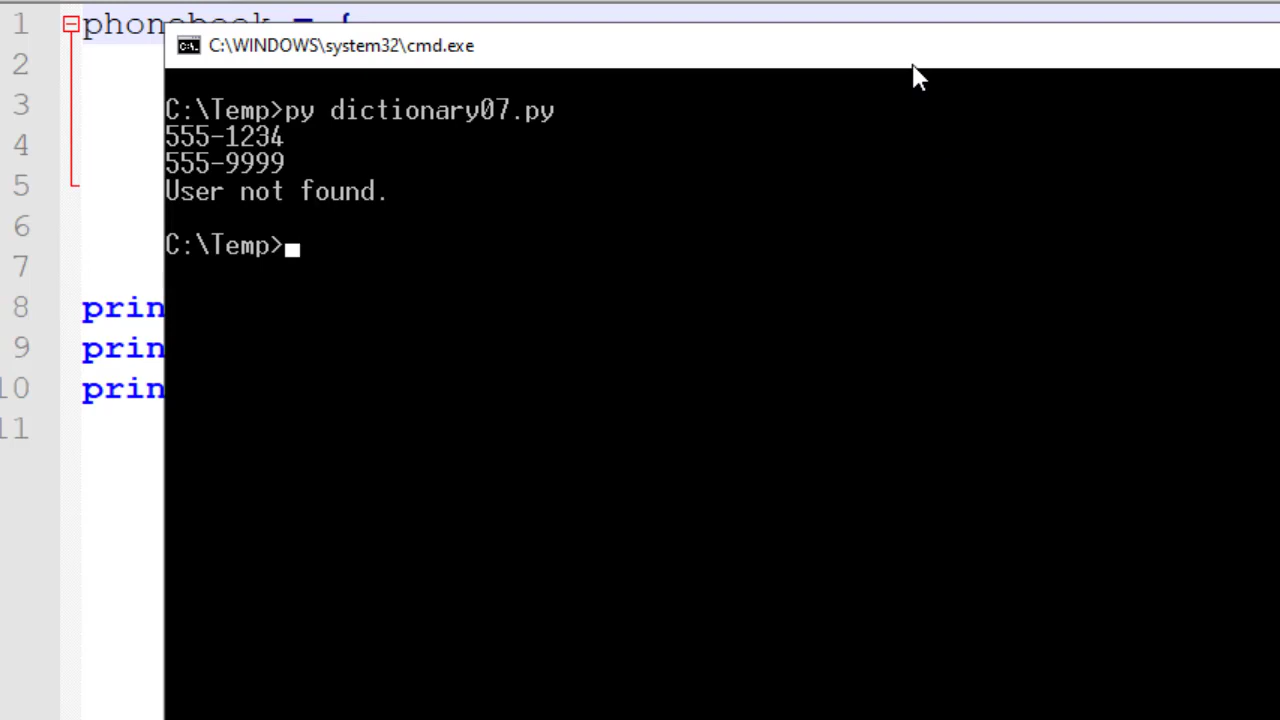 1 phonebook = {
2
3
4
5
6
7
8 prin
9 prin
10 prin
11
C:\WINDOWS\system32\cmd.exe
C:\Temp>py dictionary07.py
555-1234
555-9999
User not found.
C:\Temp>